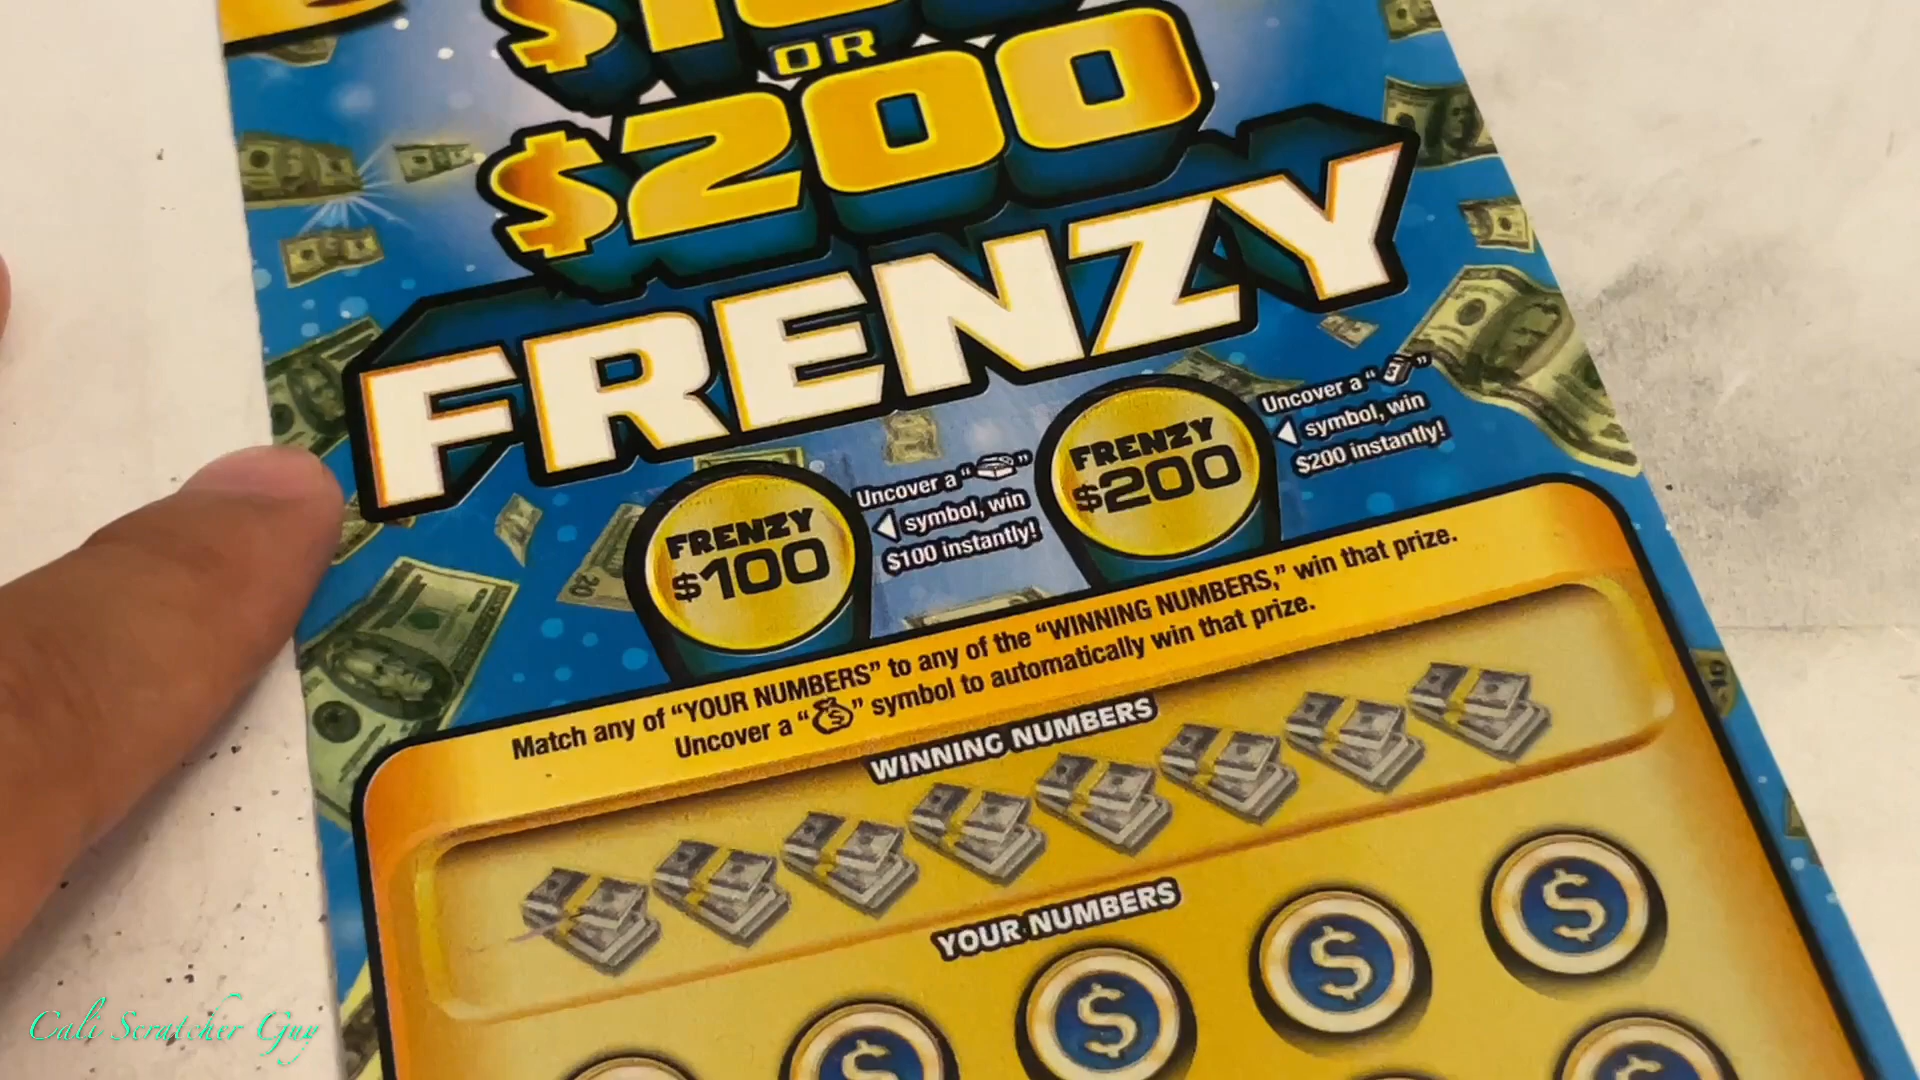 OR
$200
FRENZY
FRENZY
$100
Uncover a " "
symbol, win
$100 instantly!
FRENZY
$200
Uncover a " "
symbol, win
$200 instantly!
Match any of "YOUR NUMBERS" to any of the "WINNING NUMBERS," win that prize.
Uncover a " " symbol to automatically win that prize.
WINNING NUMBERS
YOUR NUMBERS
$ $ $ $
Cali Scratcher Guy